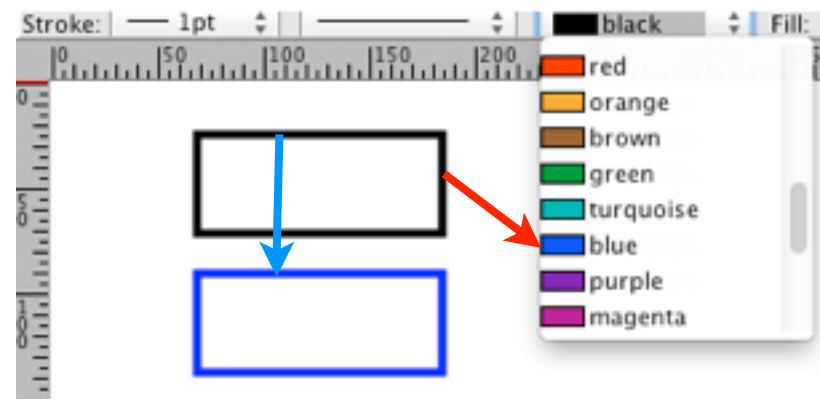 Stroke: 1pt black Fill:
0 50 100 150 200
red
orange
brown
green
turquoise
blue
purple
magenta
0
50
100